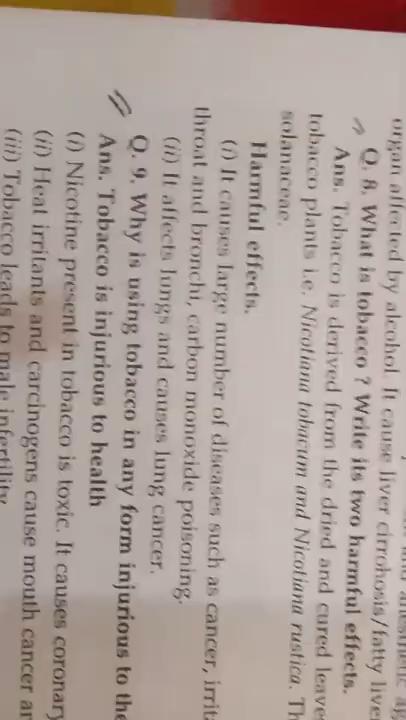 organ affected by alcohol. It cause liver cirrohosis/fatty live
Q. 8. What is tobacco ? Write its two harmful effects.
Ans. Tobacco is derived from the dried and cured leave
tobacco plants i.e. Nicotiana tobacum and Nicotiana rustica. Th
solanaceae.
Harmful effects.
(i) It causes large number of diseases such as cancer, irrita
throat and bronchi, carbon monoxide poisoning.
(ii) It affects lungs and causes lung cancer.
Q. 9. Why is using tobacco in any form injurious to the
Ans. Tobacco is injurious to health
(i) Nicotine present in tobacco is toxic. It causes coronary
(ii) Heat irritants and carcinogens cause mouth cancer an
(iii) Tobacco leads to male infertility